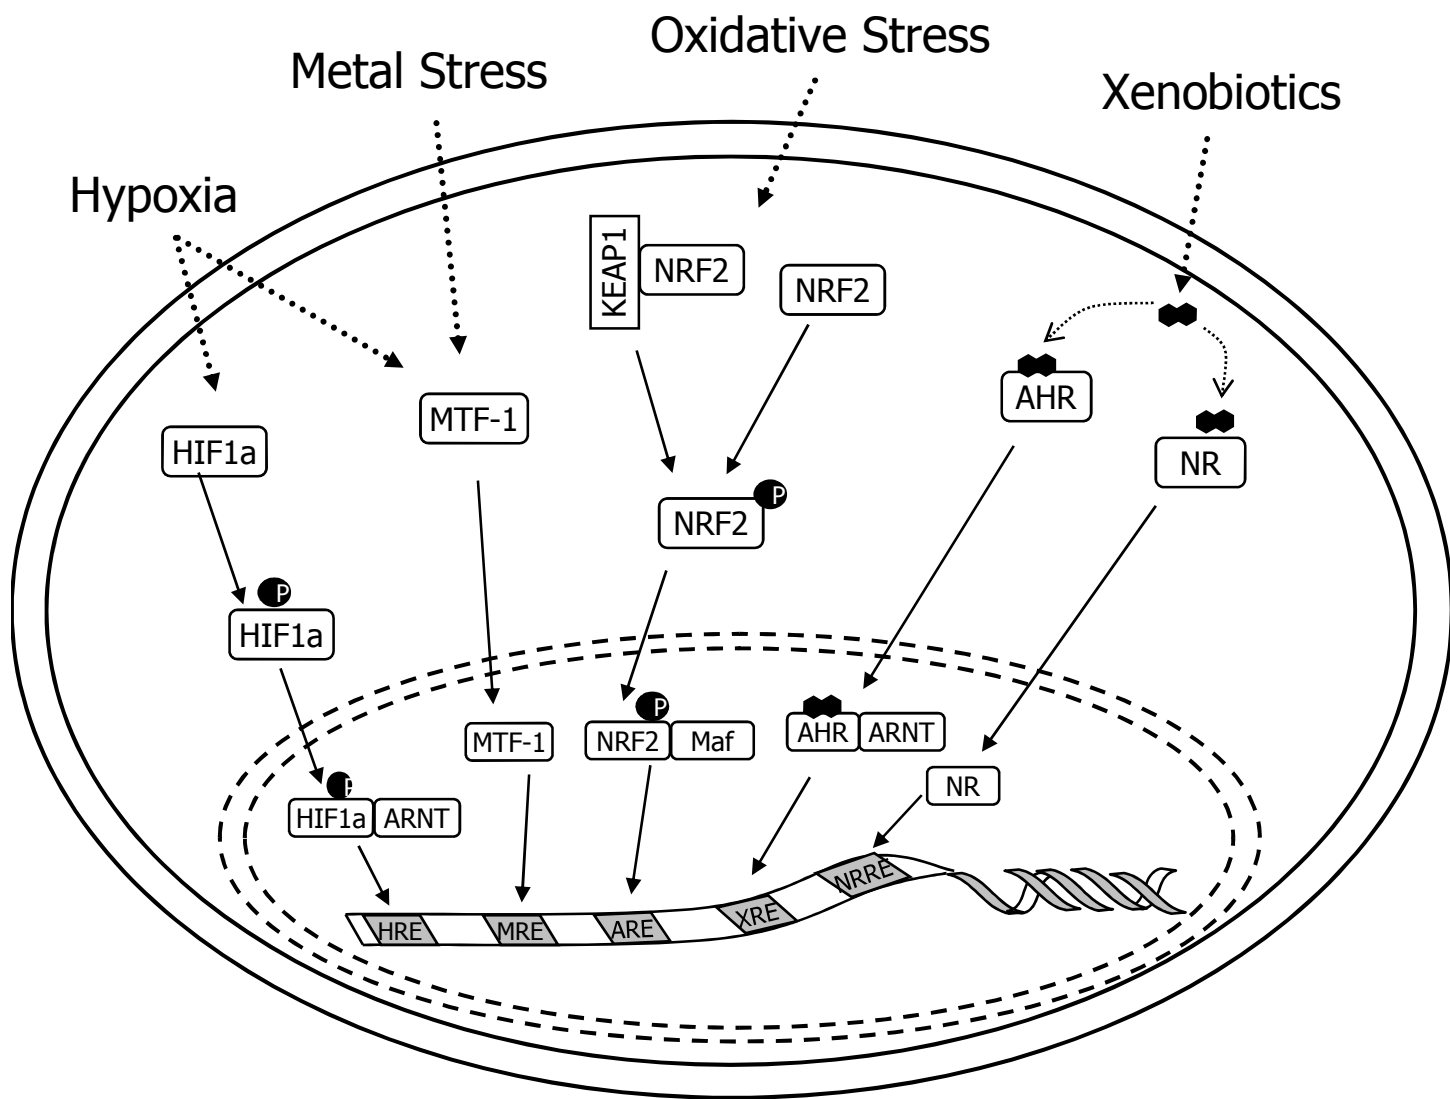 Oxidative Stress
Metal Stress
Xenobiotics
Hypoxia
KEAP1
NRF2
NRF2
AHR
MTF-1
HIF1a
NR
P
NRF2
P
HIF1a
P
NRF2
Maf
AHR
ARNT
MTF-1
P
HIF1a
ARNT
NR
HRE
MRE
ARE
XRE
NRRE